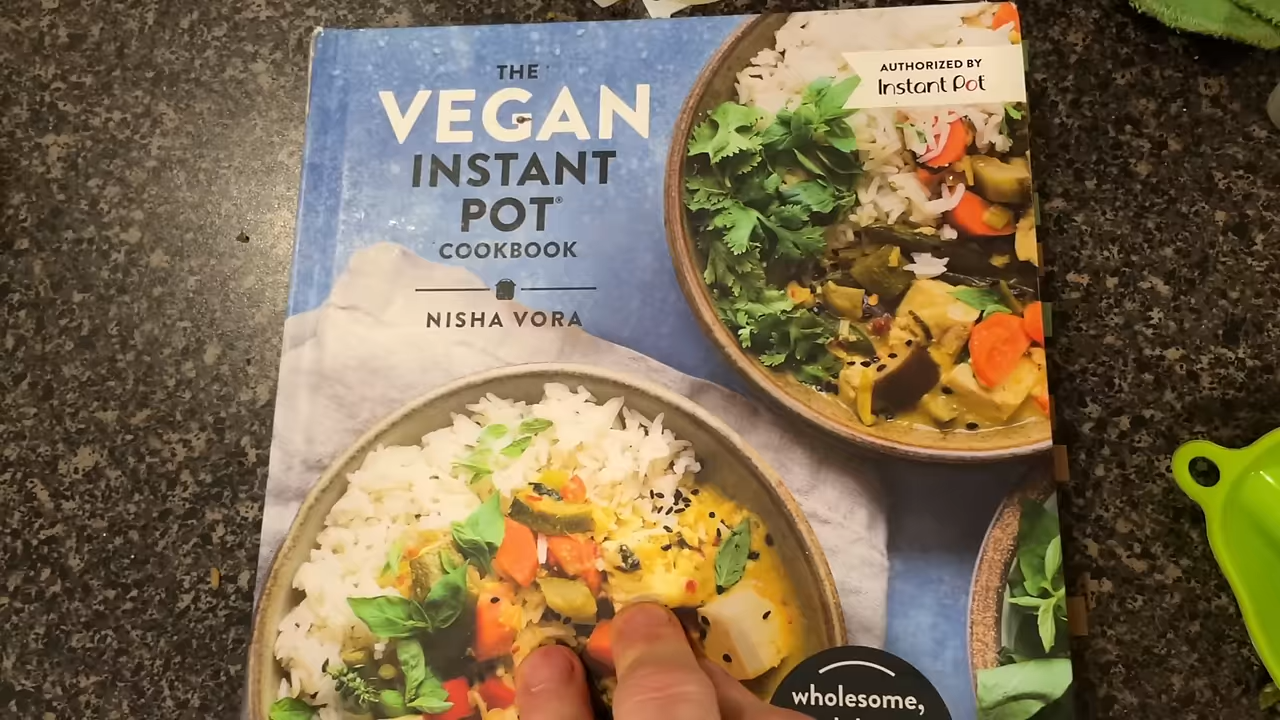 THE
VEGAN
INSTANT
POT®
COOKBOOK
NISHA VORA
AUTHORIZED BY
Instant Pot
wholesome,